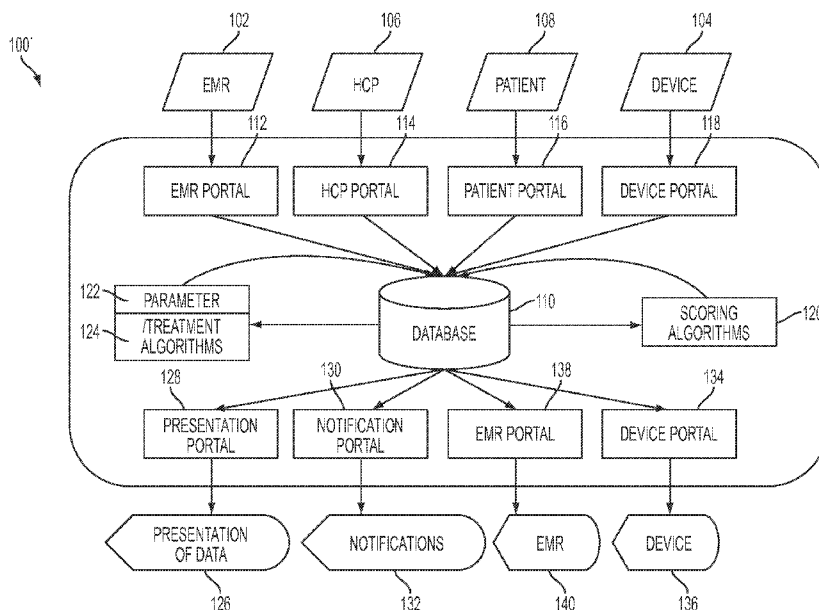 102
106
108
104
100'
EMR
HCP
PATIENT
DEVICE
112
114
116
118
EMR PORTAL
HCP PORTAL
PATIENT PORTAL
DEVICE PORTAL
122
PARAMETER
110
124
/TREATMENT
ALGORITHMS
DATABASE
SCORING
ALGORITHMS
120
128
130
138
134
PRESENTATION
PORTAL
NOTIFICATION
PORTAL
EMR PORTAL
DEVICE PORTAL
PRESENTATION
OF DATA
NOTIFICATIONS
EMR
DEVICE
126
132
140
136